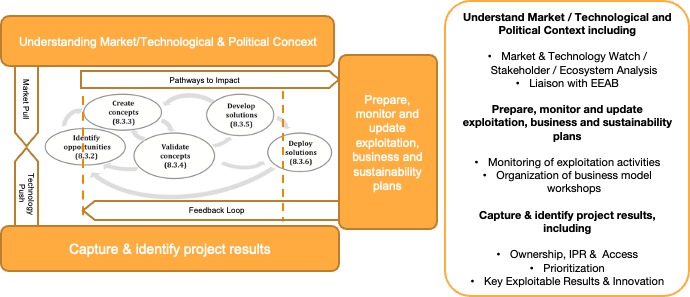 Understanding Market/Technological & Political Concext
Market Pull
Technology
Push
Pathways to Impact
Create
concepts
(8.3.3)
Develop
solutions
(8.3.5)
Identify
opportunities
(8.3.2)
Validate
concepts
(8.3.4)
Deploy
solutions
(8.3.6)
Feedback Loop
Capture & identify project results
Prepare,
monitor and
update
exploitation,
business and
sustainability
plans
Understand Market / Technological and
Political Context including
• Market & Technology Watch /
Stakeholder / Ecosystem Analysis
• Liaison with EEAB
Prepare, monitor and update
exploitation, business and sustainability
plans
• Monitoring of exploitation activities
• Organization of business model
workshops
Capture & identify project results,
including
• Ownership, IPR & Access
• Prioritization
• Key Exploitable Results & Innovation